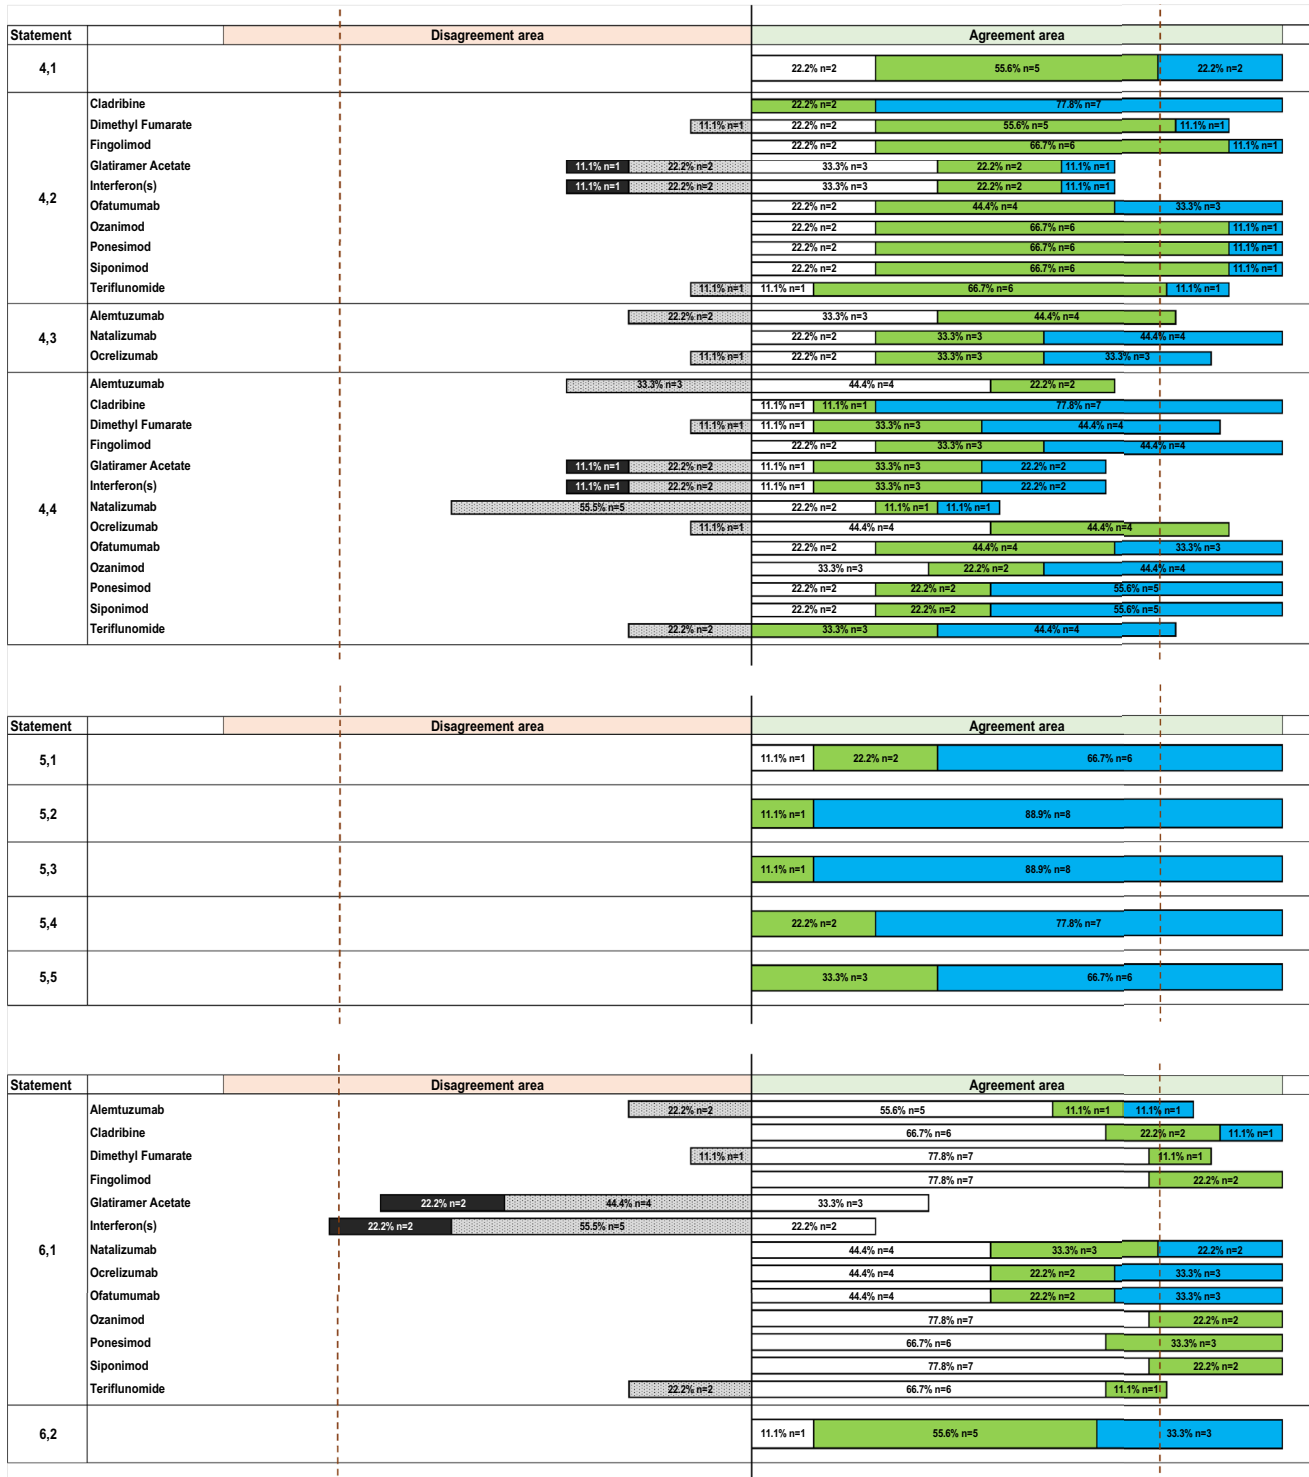 Statement Disagreement area Agreement area
4,1 22.2% n=2 55.6% n=5 22.2% n=2
4,2
Cladribine 22.2% n=2 77.8% n=7
Dimethyl Fumarate 11.1% n=1 22.2% n=2 55.6% n=5 11.1% n=1
Fingolimod 22.2% n=2 66.7% n=6 11.1% n=1
Glatiramer Acetate 11.1% n=1 22.2% n=2 33.3% n=3 22.2% n=2 11.1% n=1
Interferon(s) 11.1% n=1 22.2% n=2 33.3% n=3 22.2% n=2 11.1% n=1
Ofatumumab 22.2% n=2 44.4% n=4 33.3% n=3
Ozanimod 22.2% n=2 66.7% n=6 11.1% n=1
Ponesimod 22.2% n=2 66.7% n=6 11.1% n=1
Siponimod 22.2% n=2 66.7% n=6 11.1% n=1
Teriflunomide 11.1% n=1 11.1% n=1 66.7% n=6 11.1% n=1
4,3
Alemtuzumab 22.2% n=2 33.3% n=3 44.4% n=4
Natalizumab 22.2% n=2 33.3% n=3 44.4% n=4
Ocrelizumab 11.1% n=1 22.2% n=2 33.3% n=3 33.3% n=3
4,4
Alemtuzumab 33.3% n=3 44.4% n=4 22.2% n=2
Cladribine 11.1% n=1 11.1% n=1 77.8% n=7
Dimethyl Fumarate 11.1% n=1 11.1% n=1 33.3% n=3 44.4% n=4
Fingolimod 22.2% n=2 33.3% n=3 44.4% n=4
Glatiramer Acetate 11.1% n=1 22.2% n=2 11.1% n=1 33.3% n=3 22.2% n=2
Interferon(s) 11.1% n=1 22.2% n=2 11.1% n=1 33.3% n=3 22.2% n=2
Natalizumab 55.5% n=5 22.2% n=2 11.1% n=1 11.1% n=1
Ocrelizumab 11.1% n=1 44.4% n=4 44.4% n=4
Ofatumumab 22.2% n=2 44.4% n=4 33.3% n=3
Ozanimod 33.3% n=3 22.2% n=2 44.4% n=4
Ponesimod 22.2% n=2 22.2% n=2 55.6% n=5
Siponimod 22.2% n=2 22.2% n=2 55.6% n=5
Teriflunomide 22.2% n=2 33.3% n=3 44.4% n=4
Statement Disagreement area Agreement area
5,1 11.1% n=1 22.2% n=2 66.7% n=6
5,2 11.1% n=1 88.9% n=8
5,3 11.1% n=1 88.9% n=8
5,4 22.2% n=2 77.8% n=7
5,5 33.3% n=3 66.7% n=6
Statement Disagreement area Agreement area
6,1
Alemtuzumab 22.2% n=2 55.6% n=5 11.1% n=1 11.1% n=1
Cladribine 66.7% n=6 22.2% n=2 11.1% n=1
Dimethyl Fumarate 11.1% n=1 77.8% n=7 11.1% n=1
Fingolimod 77.8% n=7 22.2% n=2
Glatiramer Acetate 22.2% n=2 44.4% n=4 33.3% n=3
Interferon(s) 22.2% n=2 55.5% n=5 22.2% n=2
Natalizumab 44.4% n=4 33.3% n=3 22.2% n=2
Ocrelizumab 44.4% n=4 22.2% n=2 33.3% n=3
Ofatumumab 44.4% n=4 22.2% n=2 33.3% n=3
Ozanimod 77.8% n=7 22.2% n=2
Ponesimod 66.7% n=6 33.3% n=3
Siponimod 77.8% n=7 22.2% n=2
Teriflunomide 22.2% n=2 66.7% n=6 11.1% n=1
6,2 11.1% n=1 55.6% n=5 33.3% n=3